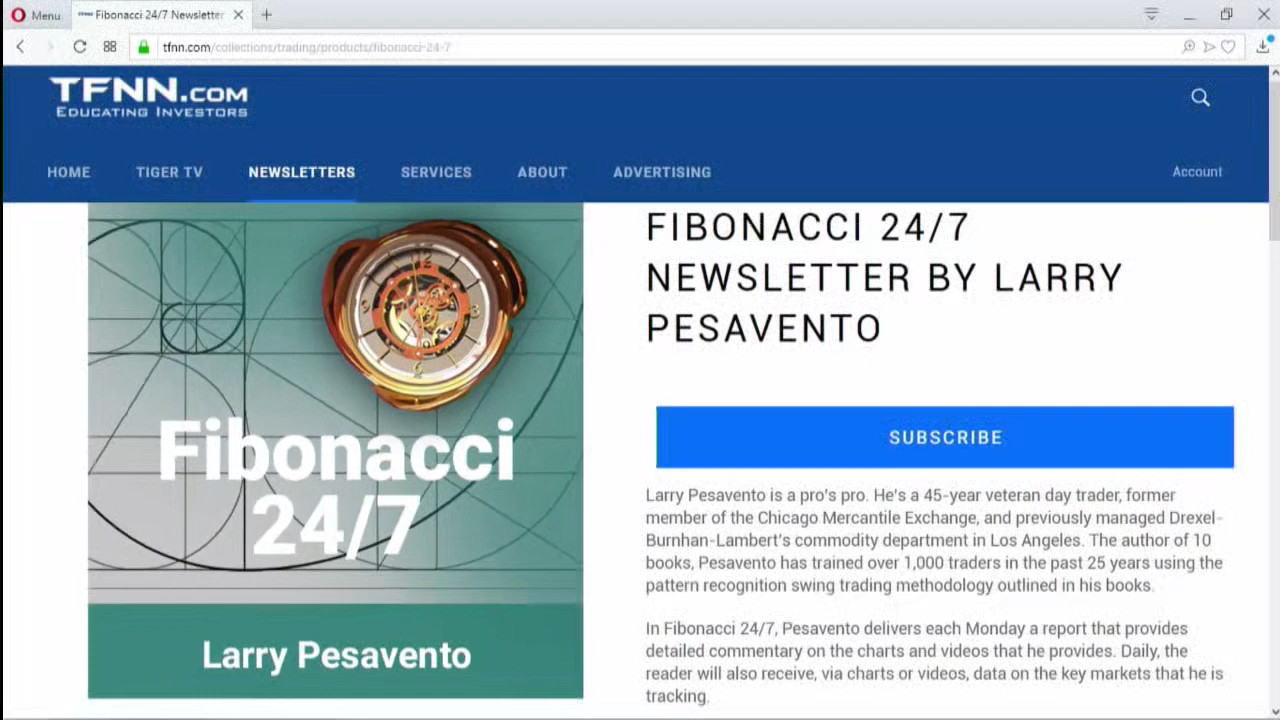 Menu
Fibonacci 24/7 Newsletter
tfnn.com/collections/trading/products/fibonacci-24-7
TFNN.COM
EDUCATING INVESTORS
HOME TIGER TV NEWSLETTERS SERVICES ABOUT ADVERTISING Account
12
3
6
9
Fibonacci
24/7
Larry Pesavento
FIBONACCI 24/7
NEWSLETTER BY LARRY
PESAVENTO
SUBSCRIBE
Larry Pesavento is a pro's pro. He's a 45-year veteran day trader, former
member of the Chicago Mercantile Exchange, and previously managed Drexel-
Burnhan-Lambert's commodity department in Los Angeles. The author of 10
books, Pesavento has trained over 1,000 traders in the past 25 years using the
pattern recognition swing trading methodology outlined in his books.
In Fibonacci 24/7, Pesavento delivers each Monday a report that provides
detailed commentary on the charts and videos that he provides. Daily, the
reader will also receive, via charts or videos, data on the key markets that he is
tracking.